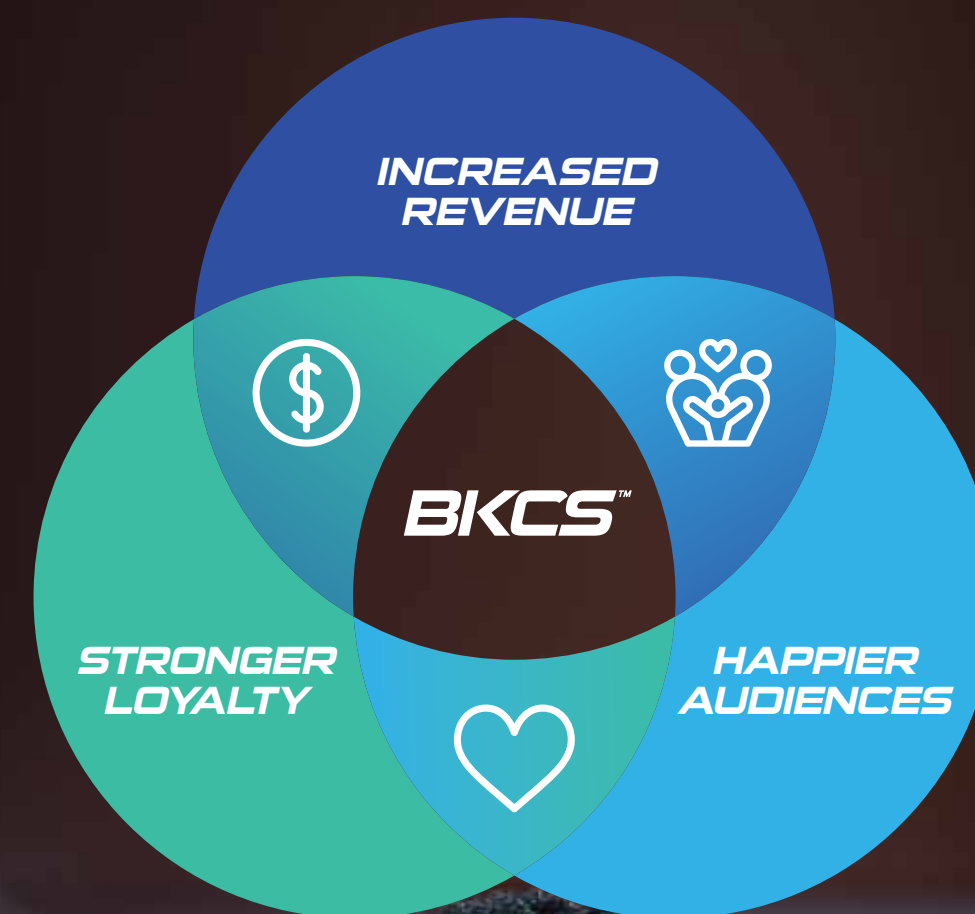 INCREASED
REVENUE
BKCS™
STRONGER
LOYALTY
HAPPIER
AUDIENCES